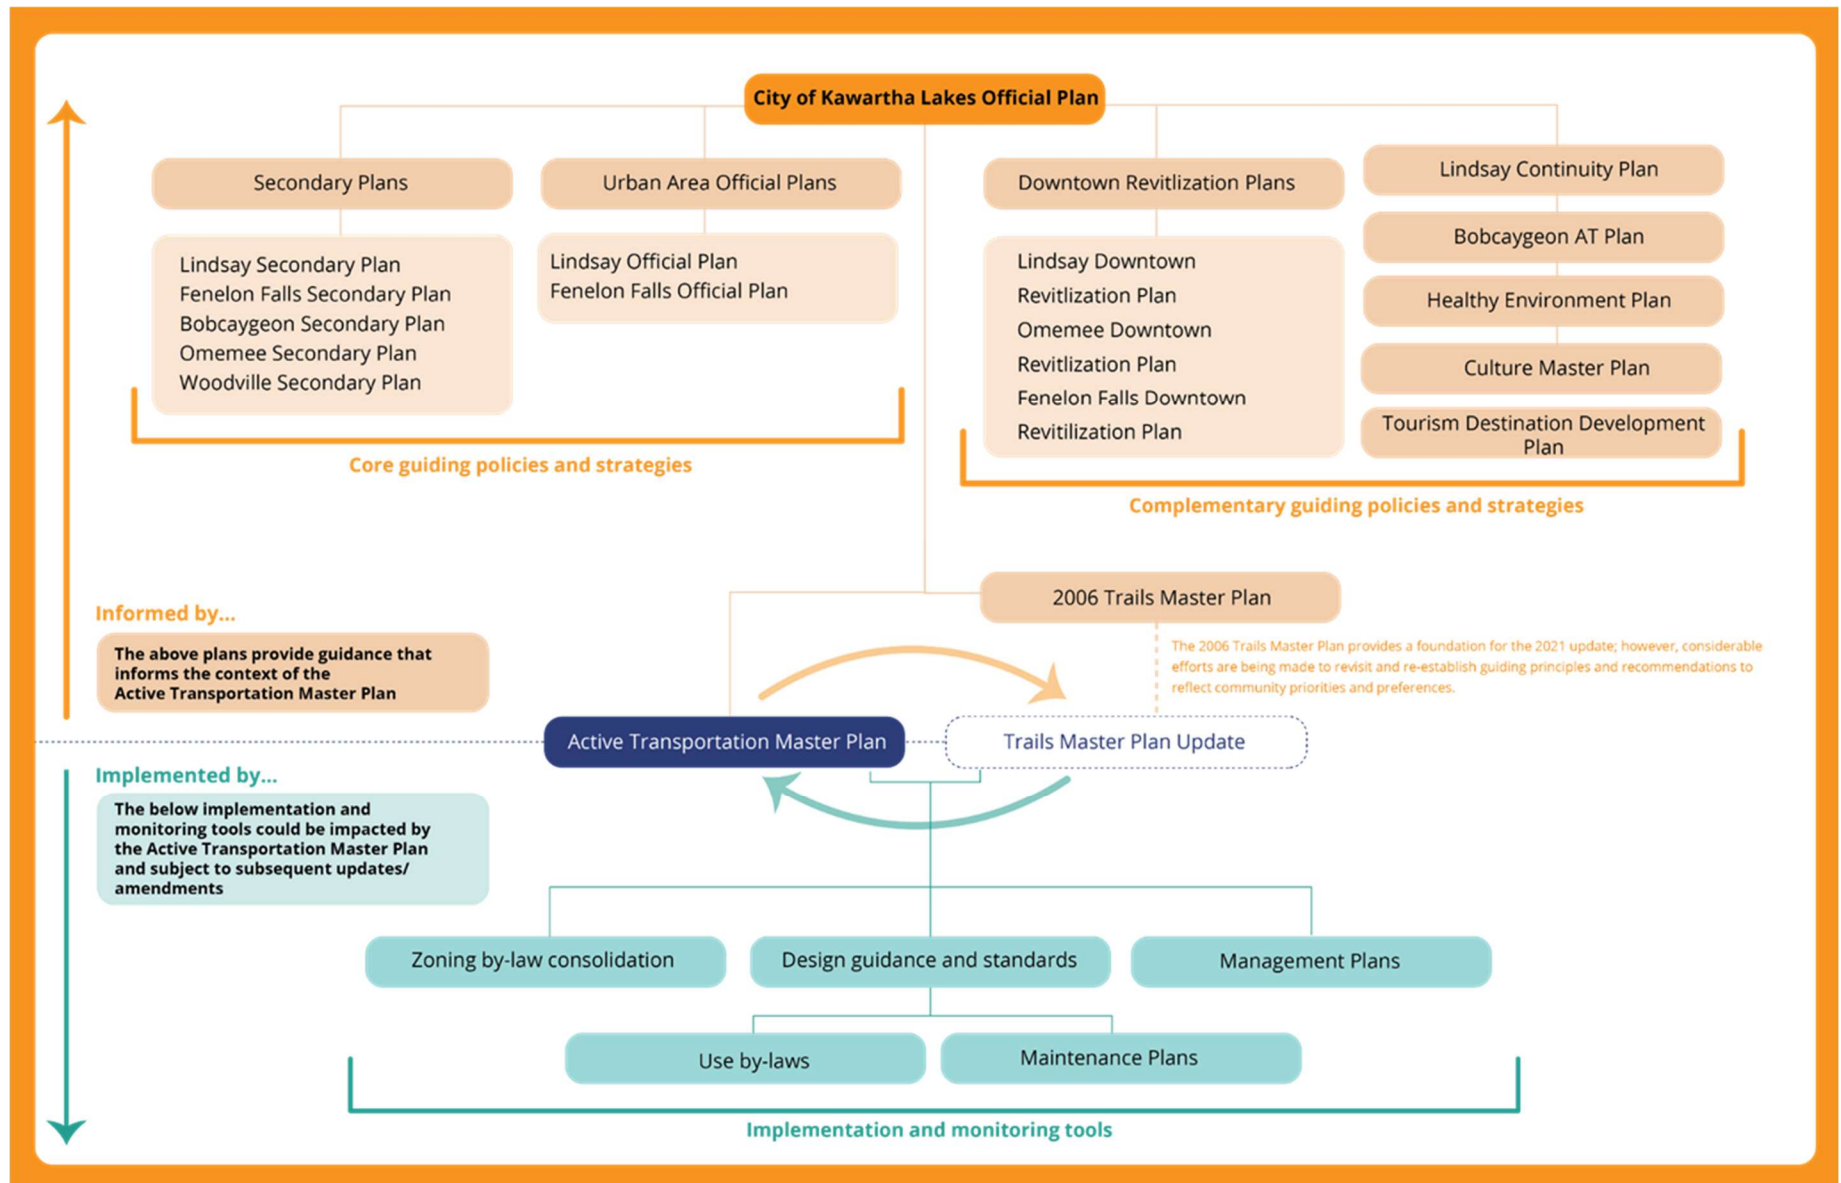 City of Kawartha Lakes Official Plan
Secondary Plans
Lindsay Secondary Plan
Fenelon Falls Secondary Plan
Bobcaygeon Secondary Plan
Omemee Secondary Plan
Woodville Secondary Plan
Urban Area Official Plans
Lindsay Official Plan
Fenelon Falls Official Plan
Core guiding policies and strategies
Downtown Revitlization Plans
Lindsay Downtown
Revitlization Plan
Omemee Downtown
Revitlization Plan
Fenelon Falls Downtown
Revitilization Plan
Lindsay Continuity Plan
Bobcaygeon AT Plan
Healthy Environment Plan
Culture Master Plan
Tourism Destination Development
Plan
Complementary guiding policies and strategies
Informed by...
The above plans provide guidance that
informs the context of the
Active Transportation Master Plan
2006 Trails Master Plan
The 2006 Trails Master Plan provides a foundation for the 2021 update; however, considerable
efforts are being made to revisit and re-establish guiding principles and recommendations to
reflect community priorities and preferences.
Active Transportation Master Plan
Trails Master Plan Update
Implemented by...
The below implementation and
monitoring tools could be impacted by
the Active Transportation Master Plan
and subject to subsequent updates/
amendments
Zoning by-law consolidation
Design guidance and standards
Management Plans
Use by-laws
Maintenance Plans
Implementation and monitoring tools